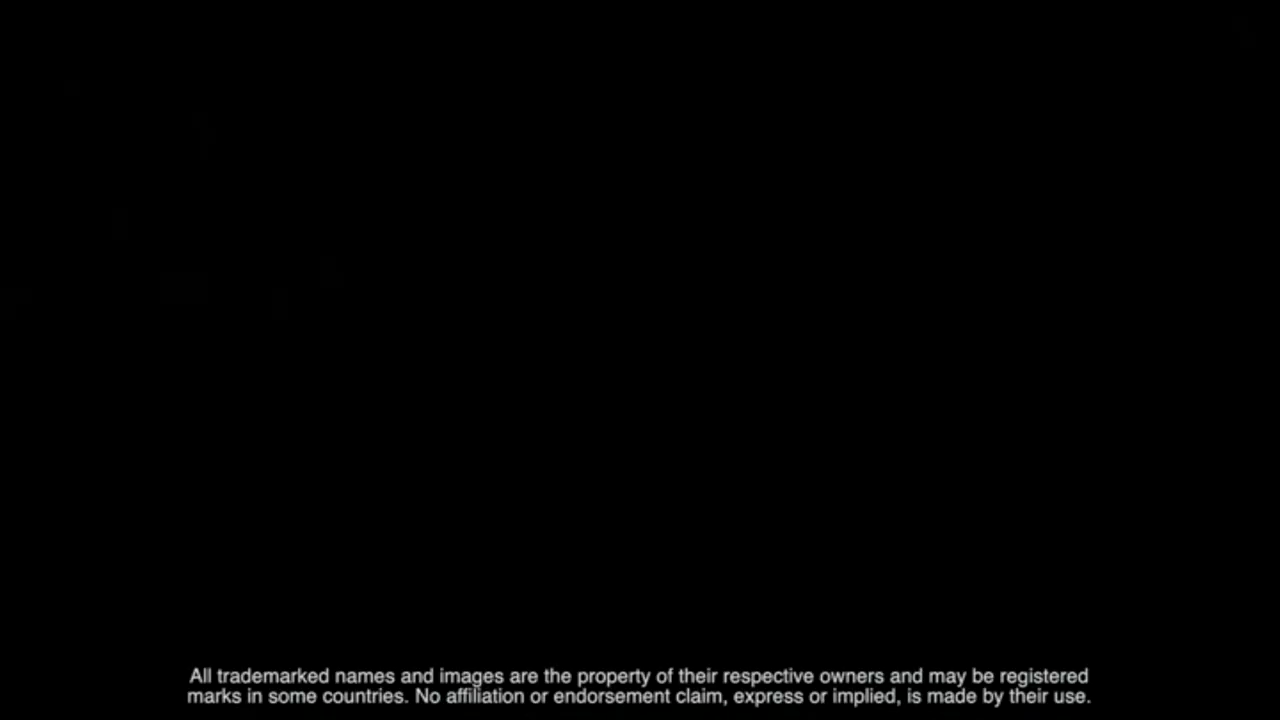 All trademarked names and images are the property of their respective owners and may be registered
marks in some countries. No affiliation or endorsement claim, express or implied, is made by their use.